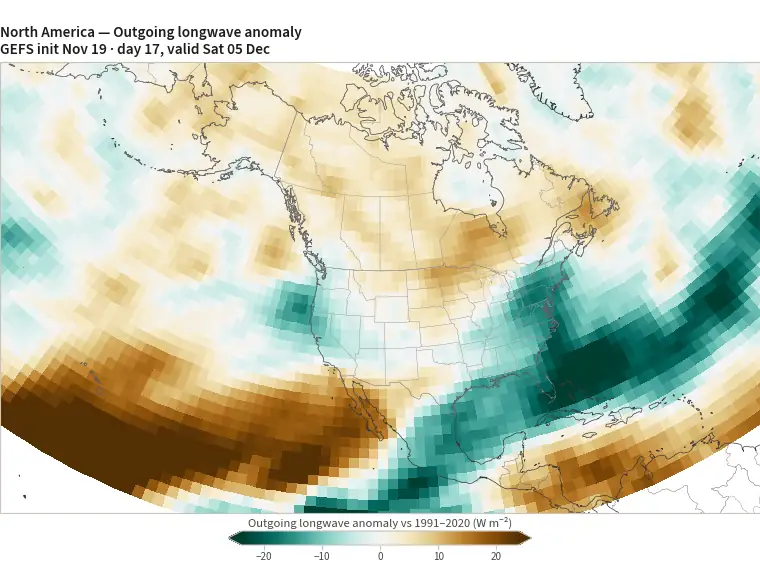 North America — Outgoing longwave anomaly
GEFS init Nov 19 · day 17, valid Sat 05 Dec
Outgoing longwave anomaly vs 1991–2020 (W m⁻²)
−20 −10 0 10 20